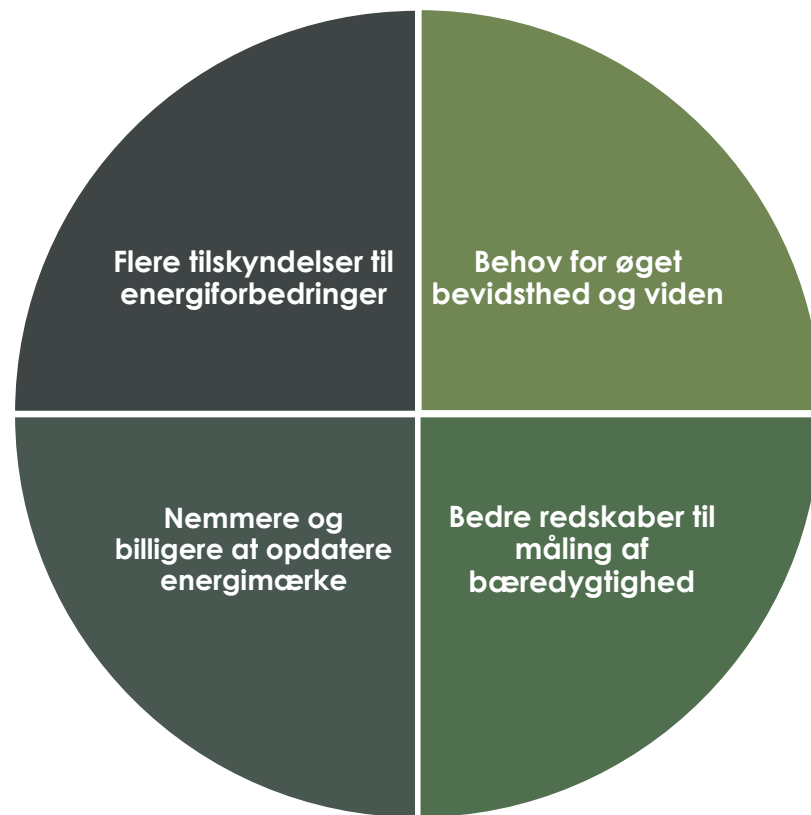 Flere tilskyndelser til
energiforbedringer
Behov for øget
bevidsthed og viden
Nemmere og
billigere at opdatere
energimærke
Bedre redskaber til
måling af
bæredygtighed